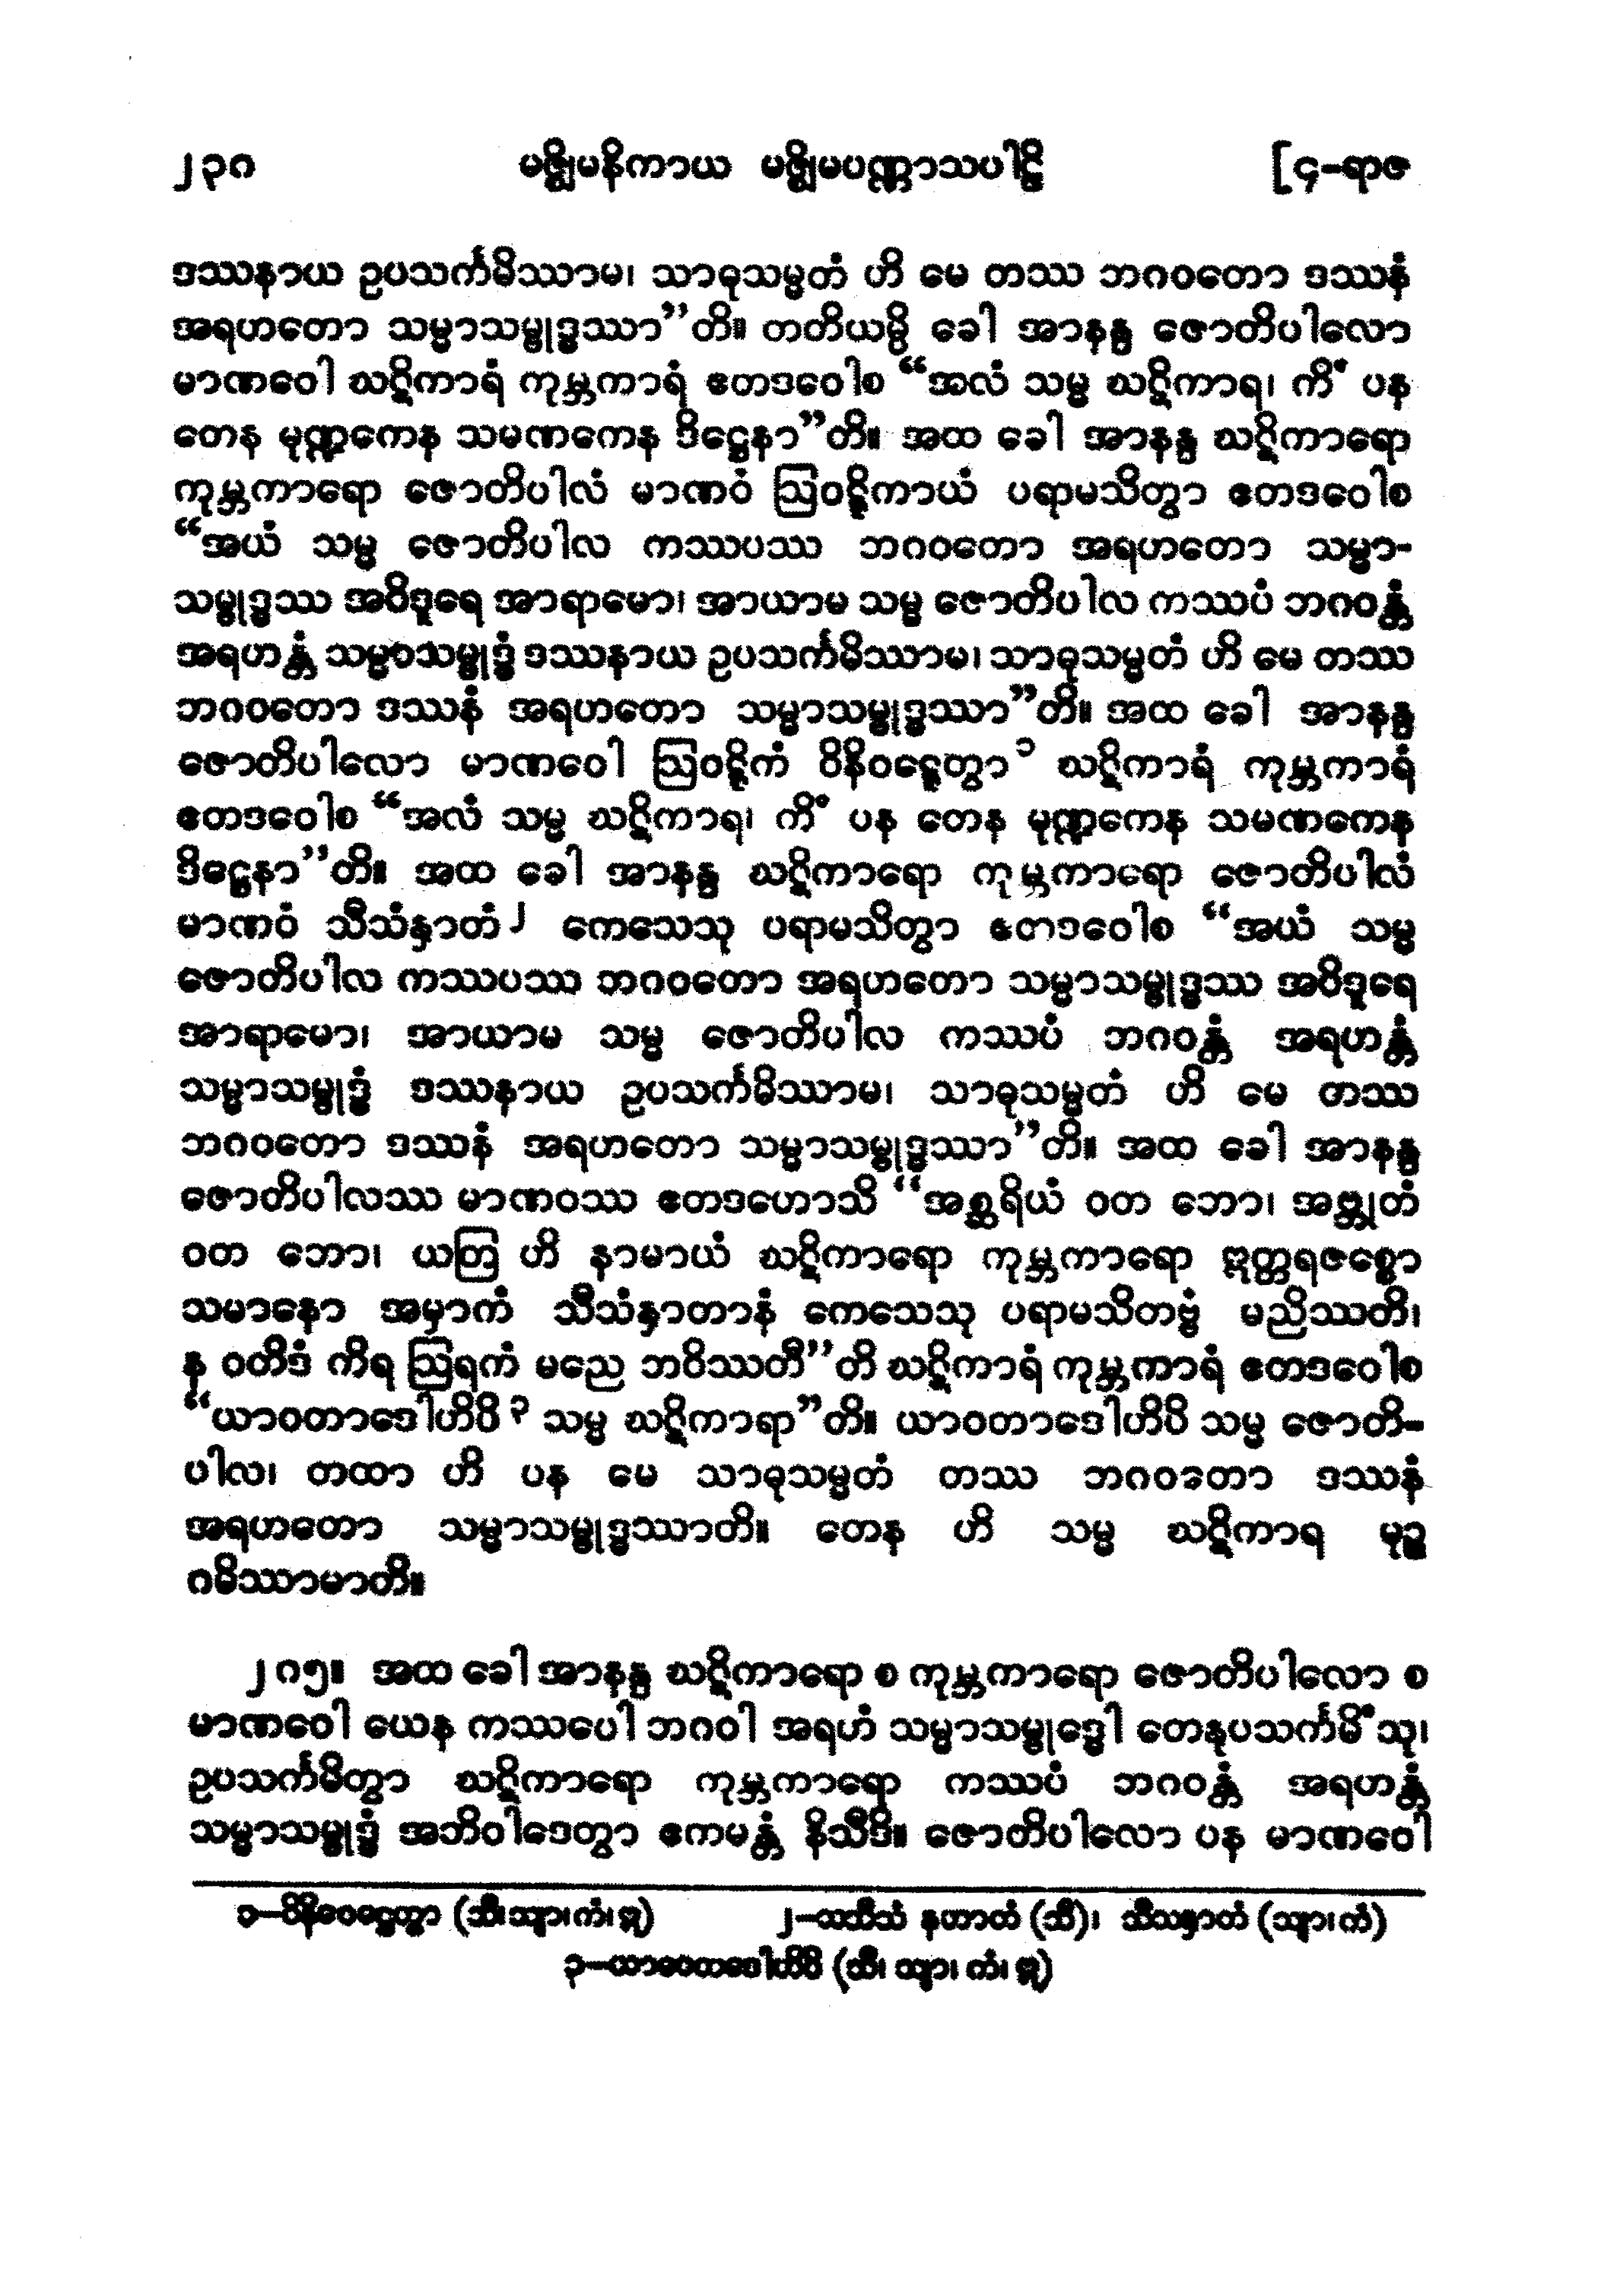 ၂၃၈ မဇ္ဈိမနိကာယ မဇ္ဈိမပဏ္ဏာသပါဠိ [၄-ရာဇ
ဒဿနာယ ဥပသင်္ကမိဿာမ၊ သာဓုသမ္မတံ ဟိ မေ တဿ ဘဂဝတော ဒဿနံ
အရဟတော သမ္မာသမ္ဗုဒ္ဓဿာ”တိ။ တတိယမ္ပိ ခေါ အာနန္ဒ ဇောတိပါလော
မာဏဝေါ ဃဋိကာရံ ကုမ္ဘကာရံ ဧတဒဝေါစ “အလံ သမ္မ ဃဋိကာရ၊ ကိံ ပန
တေန မုဏ္ဍကေန သမဏကေန ဒိဋ္ဌေနာ”တိ။ အထ ခေါ အာနန္ဒ ဃဋိကာရော
ကုမ္ဘကာရော ဇောတိပါလံ မာဏဝံ ဩဝဋ္ဋိကာယံ ပရာမသိတွာ ဧတဒဝေါစ
“အယံ သမ္မ ဇောတိပါလ ကဿပဿ ဘဂဝတော အရဟတော သမ္မာ-
သမ္ဗုဒ္ဓဿ အဝိဒူရေ အာရာမော၊ အာယာမ သမ္မ ဇောတိပါလ ကဿပံ ဘဂဝန္တံ
အရဟန္တံ သမ္မာသမ္ဗုဒ္ဓံ ဒဿနာယ ဥပသင်္ကမိဿာမ၊ သာဓုသမ္မတံ ဟိ မေ တဿ
ဘဂဝတော ဒဿနံ အရဟတော သမ္မာသမ္ဗုဒ္ဓဿာ”တိ။ အထ ခေါ အာနန္ဒ
ဇောတိပါလော မာဏဝေါ ဩဝဋ္ဋိကံ ဝိနိဝဋ္ဋေတွာ ၁ ဃဋိကာရံ ကုမ္ဘကာရံ
ဧတဒဝေါစ “အလံ သမ္မ ဃဋိကာရ၊ ကိံ ပန တေန မုဏ္ဍကေန သမဏကေန
ဒိဋ္ဌေနာ”တိ။ အထ ခေါ အာနန္ဒ ဃဋိကာရော ကုမ္ဘကာရော ဇောတိပါလံ
မာဏဝံ သီသံနှာတံ ၂ ကေသေသု ပရာမသိတွာ ဧတဒဝေါစ “အယံ သမ္မ
ဇောတိပါလ ကဿပဿ ဘဂဝတော အရဟတော သမ္မာသမ္ဗုဒ္ဓဿ အဝိဒူရေ
အာရာမော၊ အာယာမ သမ္မ ဇောတိပါလ ကဿပံ ဘဂဝန္တံ အရဟန္တံ
သမ္မာသမ္ဗုဒ္ဓံ ဒဿနာယ ဥပသင်္ကမိဿာမ၊ သာဓုသမ္မတံ ဟိ မေ တဿ
ဘဂဝတော ဒဿနံ အရဟတော သမ္မာသမ္ဗုဒ္ဓဿာ”တိ။ အထ ခေါ အာနန္ဒ
ဇောတိပါလဿ မာဏဝဿ ဧတဒဟောသိ “အစ္ဆရိယံ ဝတ ဘော၊ အဗ္ဘုတံ
ဝတ ဘော၊ ယတြ ဟိ နာမာယံ ဃဋိကာရော ကုမ္ဘကာရော ဣတ္တရဇစ္စော
သမာနော အမှာကံ သီသံနှာတာနံ ကေသေသု ပရာမသိတဗ္ဗံ မညိဿတိ၊
န ဝတိဒံ ကိရ ဩရကံ မညေ ဘဝိဿတီ”တိ ဃဋိကာရံ ကုမ္ဘကာရံ ဧတဒဝေါစ
“ယာဝတာဒေါဟိပိ ၃ သမ္မ ဃဋိကာရာ”တိ။ ယာဝတာဒေါဟိပိ သမ္မ ဇောတိ-
ပါလ၊ တထာ ဟိ ပန မေ သာဓုသမ္မတံ တဿ ဘဂဝတော ဒဿနံ
အရဟတော သမ္မာသမ္ဗုဒ္ဓဿာတိ။ တေန ဟိ သမ္မ ဃဋိကာရ မုဉ္စ
ဂမိဿာမာတိ။
၂၈၅။ အထ ခေါ အာနန္ဒ ဃဋိကာရော စ ကုမ္ဘကာရော ဇောတိပါလော စ
မာဏဝေါ ယေန ကဿပေါ ဘဂဝါ အရဟံ သမ္မာသမ္ဗုဒ္ဓေါ တေနုပသင်္ကမိံသု၊
ဥပသင်္ကမိတွာ ဃဋိကာရော ကုမ္ဘကာရော ကဿပံ ဘဂဝန္တံ အရဟန္တံ
သမ္မာသမ္ဗုဒ္ဓံ အဘိဝါဒေတွာ ဧကမန္တံ နိသီဒိ။ ဇောတိပါလော ပန မာဏဝေါ
၁-ဝိနိဝေဌေတွာ (သီ၊ သျာ၊ ကံ၊ ဣ) ၂-သသီသံ နဟာတံ (သီ)၊ သီသနှာတံ (သျာ၊ ကံ)
၃-ယာဝေတဒေါဟိပိ (သီ၊ သျာ၊ ကံ၊ ဣ)